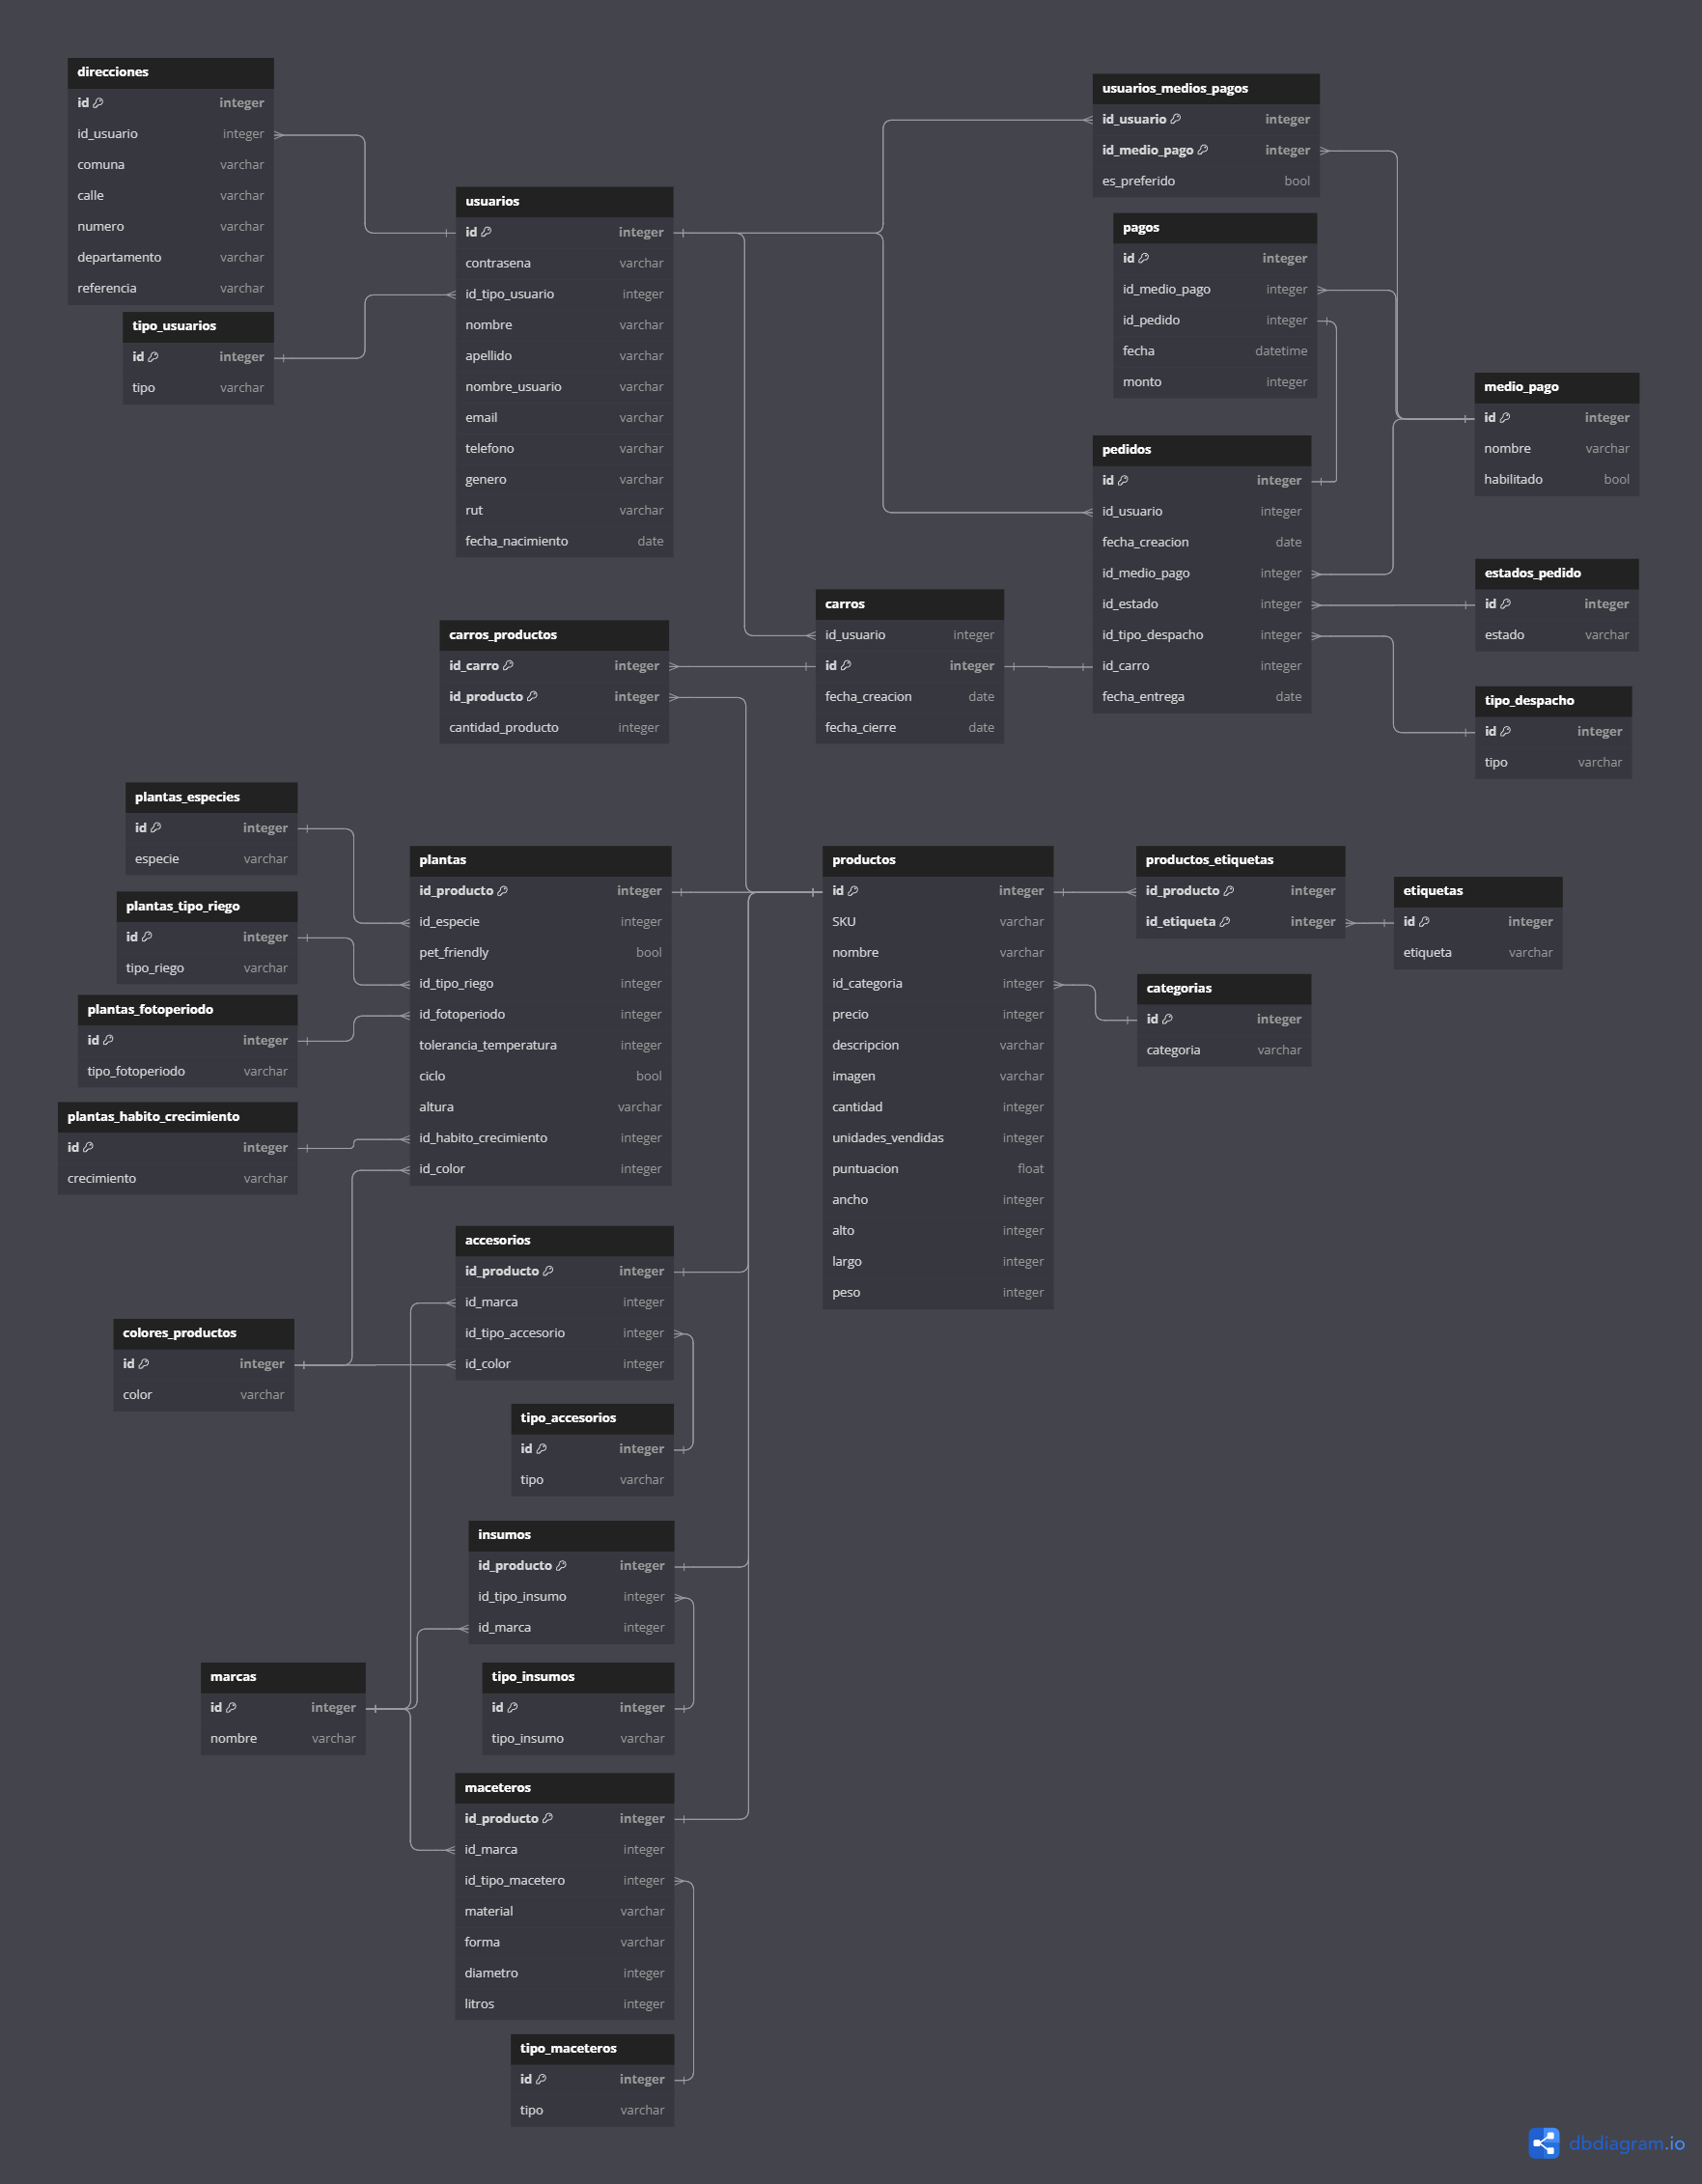 direcciones
id integer
id_usuario integer
comuna varchar
calle varchar
numero varchar
departamento varchar
referencia varchar
tipo_usuarios
id integer
tipo varchar
usuarios
id integer
contrasena varchar
id_tipo_usuario integer
nombre varchar
apellido varchar
nombre_usuario varchar
email varchar
telefono varchar
genero varchar
rut varchar
fecha_nacimiento date
usuarios_medios_pagos
id_usuario integer
id_medio_pago integer
es_preferido bool
pagos
id integer
id_medio_pago integer
id_pedido integer
fecha datetime
monto integer
medio_pago
id integer
nombre varchar
habilitado bool
pedidos
id integer
id_usuario integer
fecha_creacion date
id_medio_pago integer
id_estado integer
id_tipo_despacho integer
id_carro integer
fecha_entrega date
estados_pedido
id integer
estado varchar
tipo_despacho
id integer
tipo varchar
carros
id_usuario integer
id integer
fecha_creacion date
fecha_cierre date
carros_productos
id_carro integer
id_producto integer
cantidad_producto integer
plantas_especies
id integer
especie varchar
plantas_tipo_riego
id integer
tipo_riego varchar
plantas_fotoperiodo
id integer
tipo_fotoperiodo varchar
plantas_habito_crecimiento
id integer
crecimiento varchar
plantas
id_producto integer
id_especie integer
pet_friendly bool
id_tipo_riego integer
id_fotoperiodo integer
tolerancia_temperatura integer
ciclo bool
altura varchar
id_habito_crecimiento integer
id_color integer
productos
id integer
SKU varchar
nombre varchar
id_categoria integer
precio integer
descripcion varchar
imagen varchar
cantidad integer
unidades_vendidas integer
puntuacion float
ancho integer
alto integer
largo integer
peso integer
productos_etiquetas
id_producto integer
id_etiqueta integer
etiquetas
id integer
etiqueta varchar
categorias
id integer
categoria varchar
accesorios
id_producto integer
id_marca integer
id_tipo_accesorio integer
id_color integer
colores_productos
id integer
color varchar
tipo_accesorios
id integer
tipo varchar
insumos
id_producto integer
id_tipo_insumo integer
id_marca integer
marcas
id integer
nombre varchar
tipo_insumos
id integer
tipo_insumo varchar
maceteros
id_producto integer
id_marca integer
id_tipo_macetero integer
material varchar
forma varchar
diametro integer
litros integer
tipo_maceteros
id integer
tipo varchar
dbdiagram.io